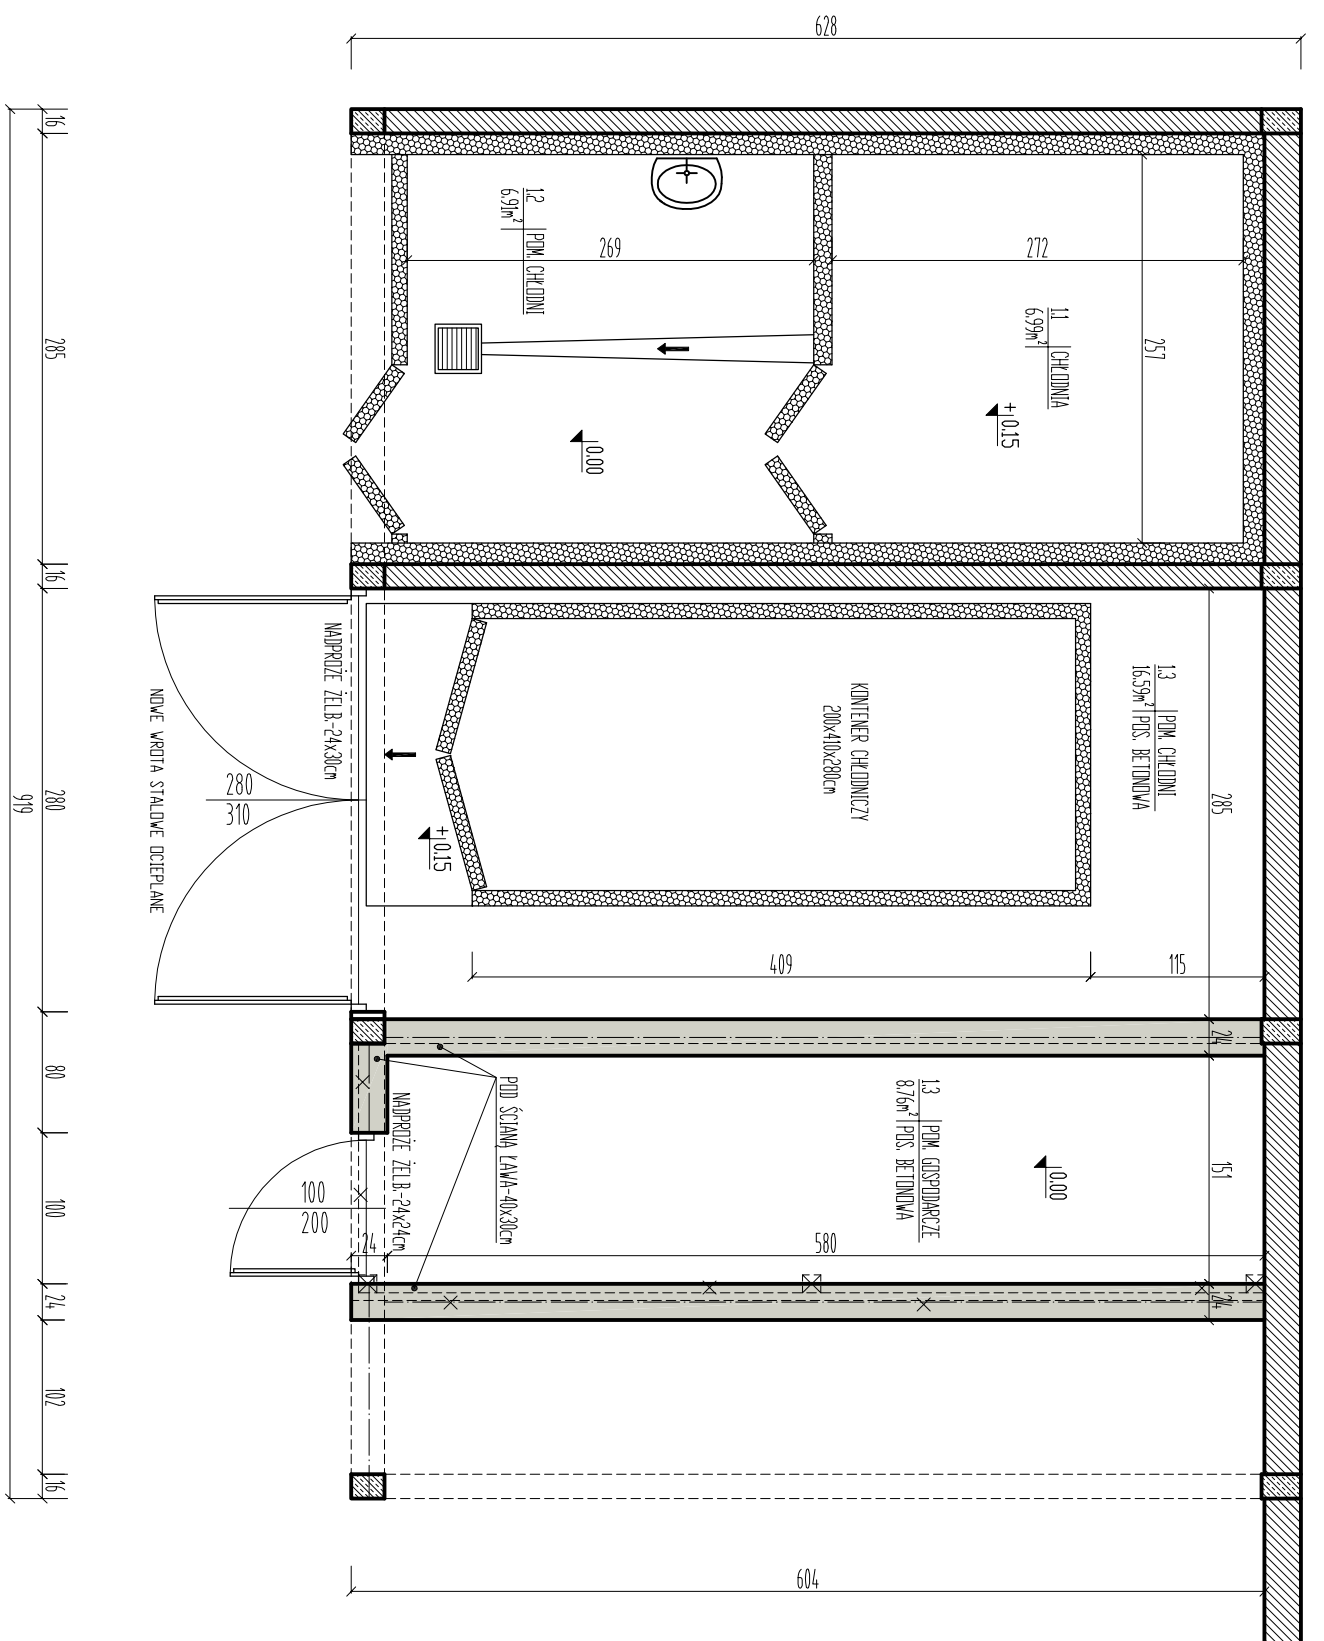 628
16
285
16
280
80
100
24
102
16
919
1.2
6.91m²
POM. CHŁODNI
269
272
1.1
6.99m²
CHŁODNIA
257
+0.15
0.00
NADPROŻE ŻELB.-24x30cm
NOWE WROTA STALOWE OCIEPLANE
280
310
+0.15
KONTENER CHŁODNICZY
200x410x280cm
1.3
16.59m²
POM. CHŁODNI
POS. BETONOWA
285
409
115
24
POD ŚCIANĄ ŁAWA-40x30cm
NADPROŻE ŻELB.-24x24cm
1.3
8.76m²
POM. GOSPODARCZE
POS. BETONOWA
0.00
151
100
200
24
580
24
604